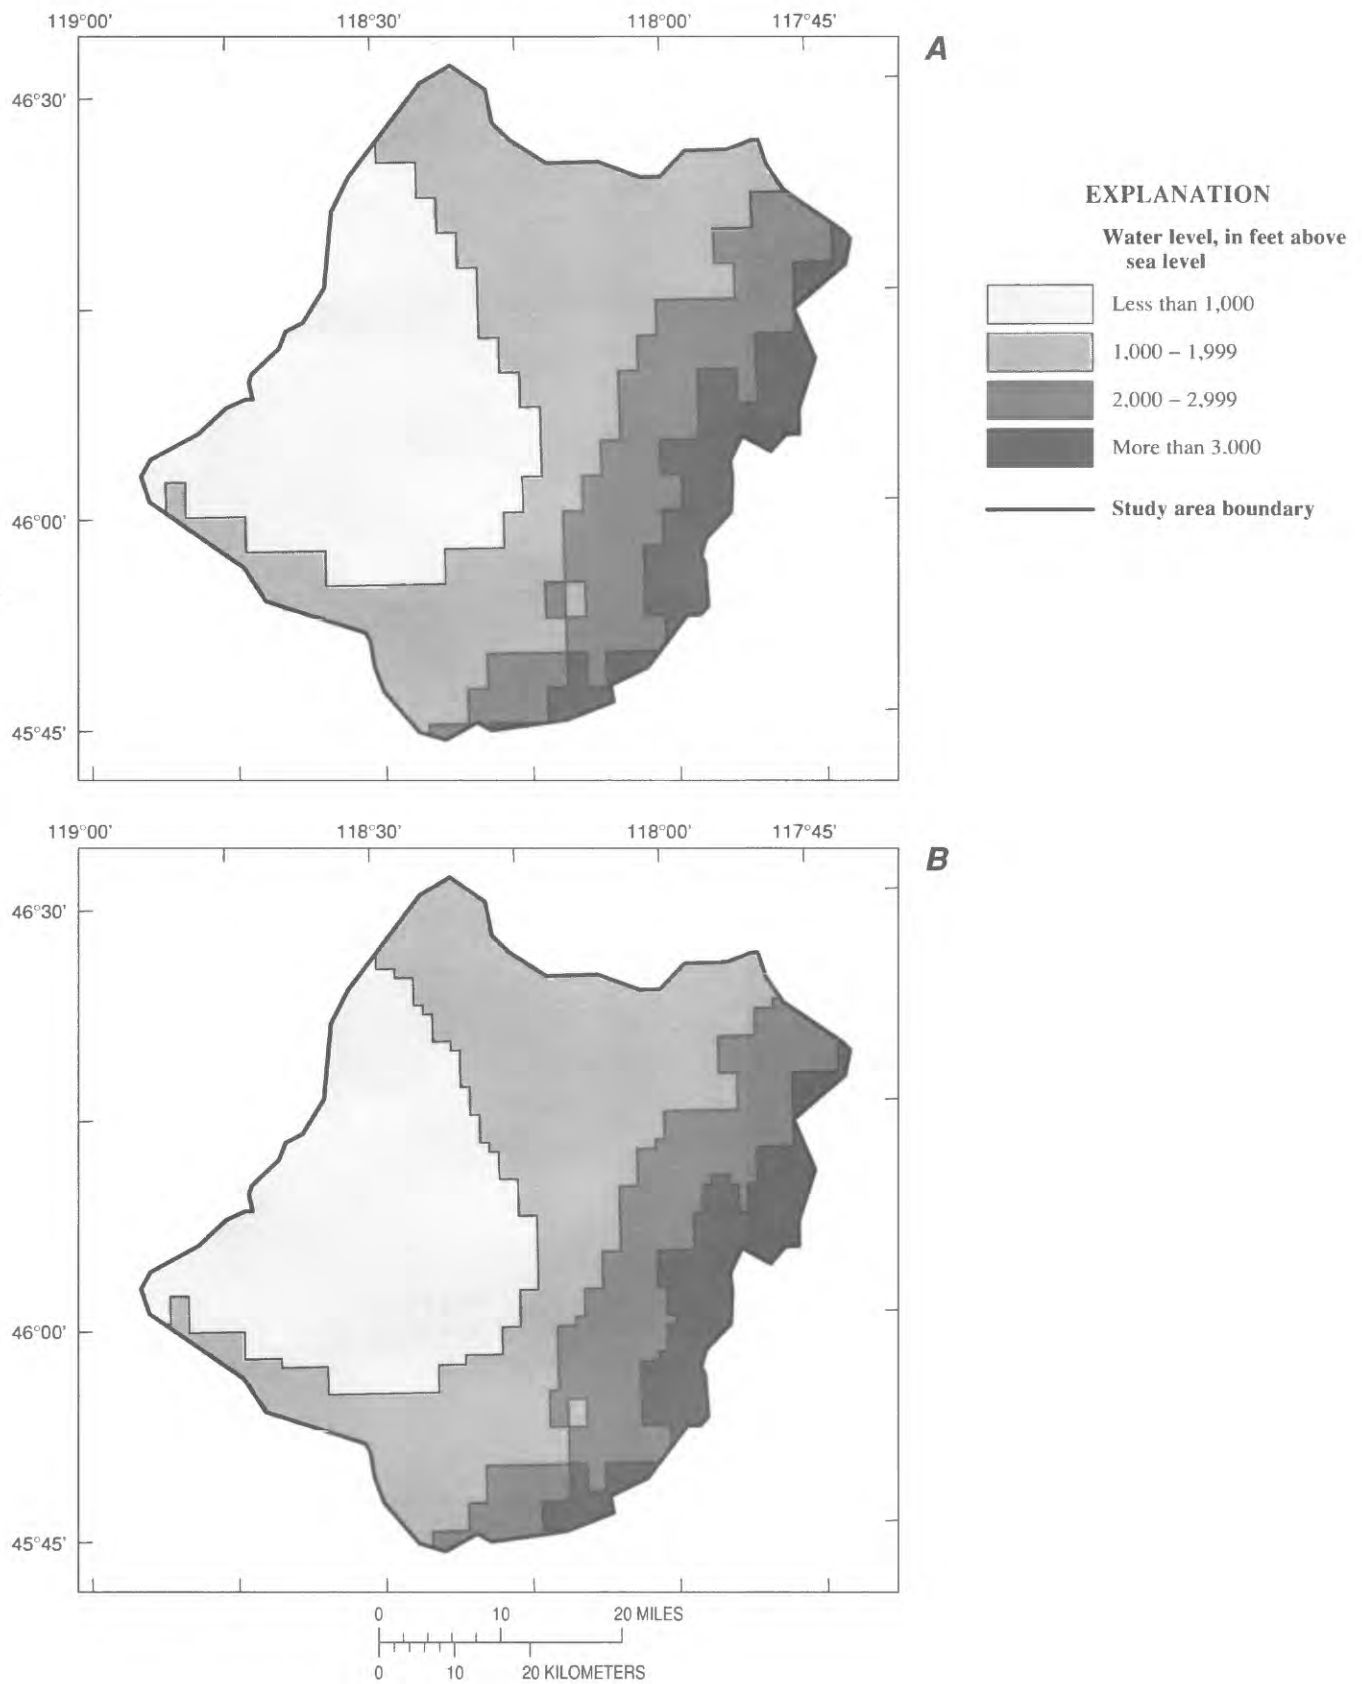 119°00' 118°30' 118°00' 117°45'
A
46°30'
46°00'
45°45'
EXPLANATION
Water level, in feet above
sea level
Less than 1,000
1,000 – 1,999
2,000 – 2,999
More than 3.000
Study area boundary
119°00' 118°30' 118°00' 117°45'
B
46°30'
46°00'
45°45'
0 10 20 MILES
0 10 20 KILOMETERS